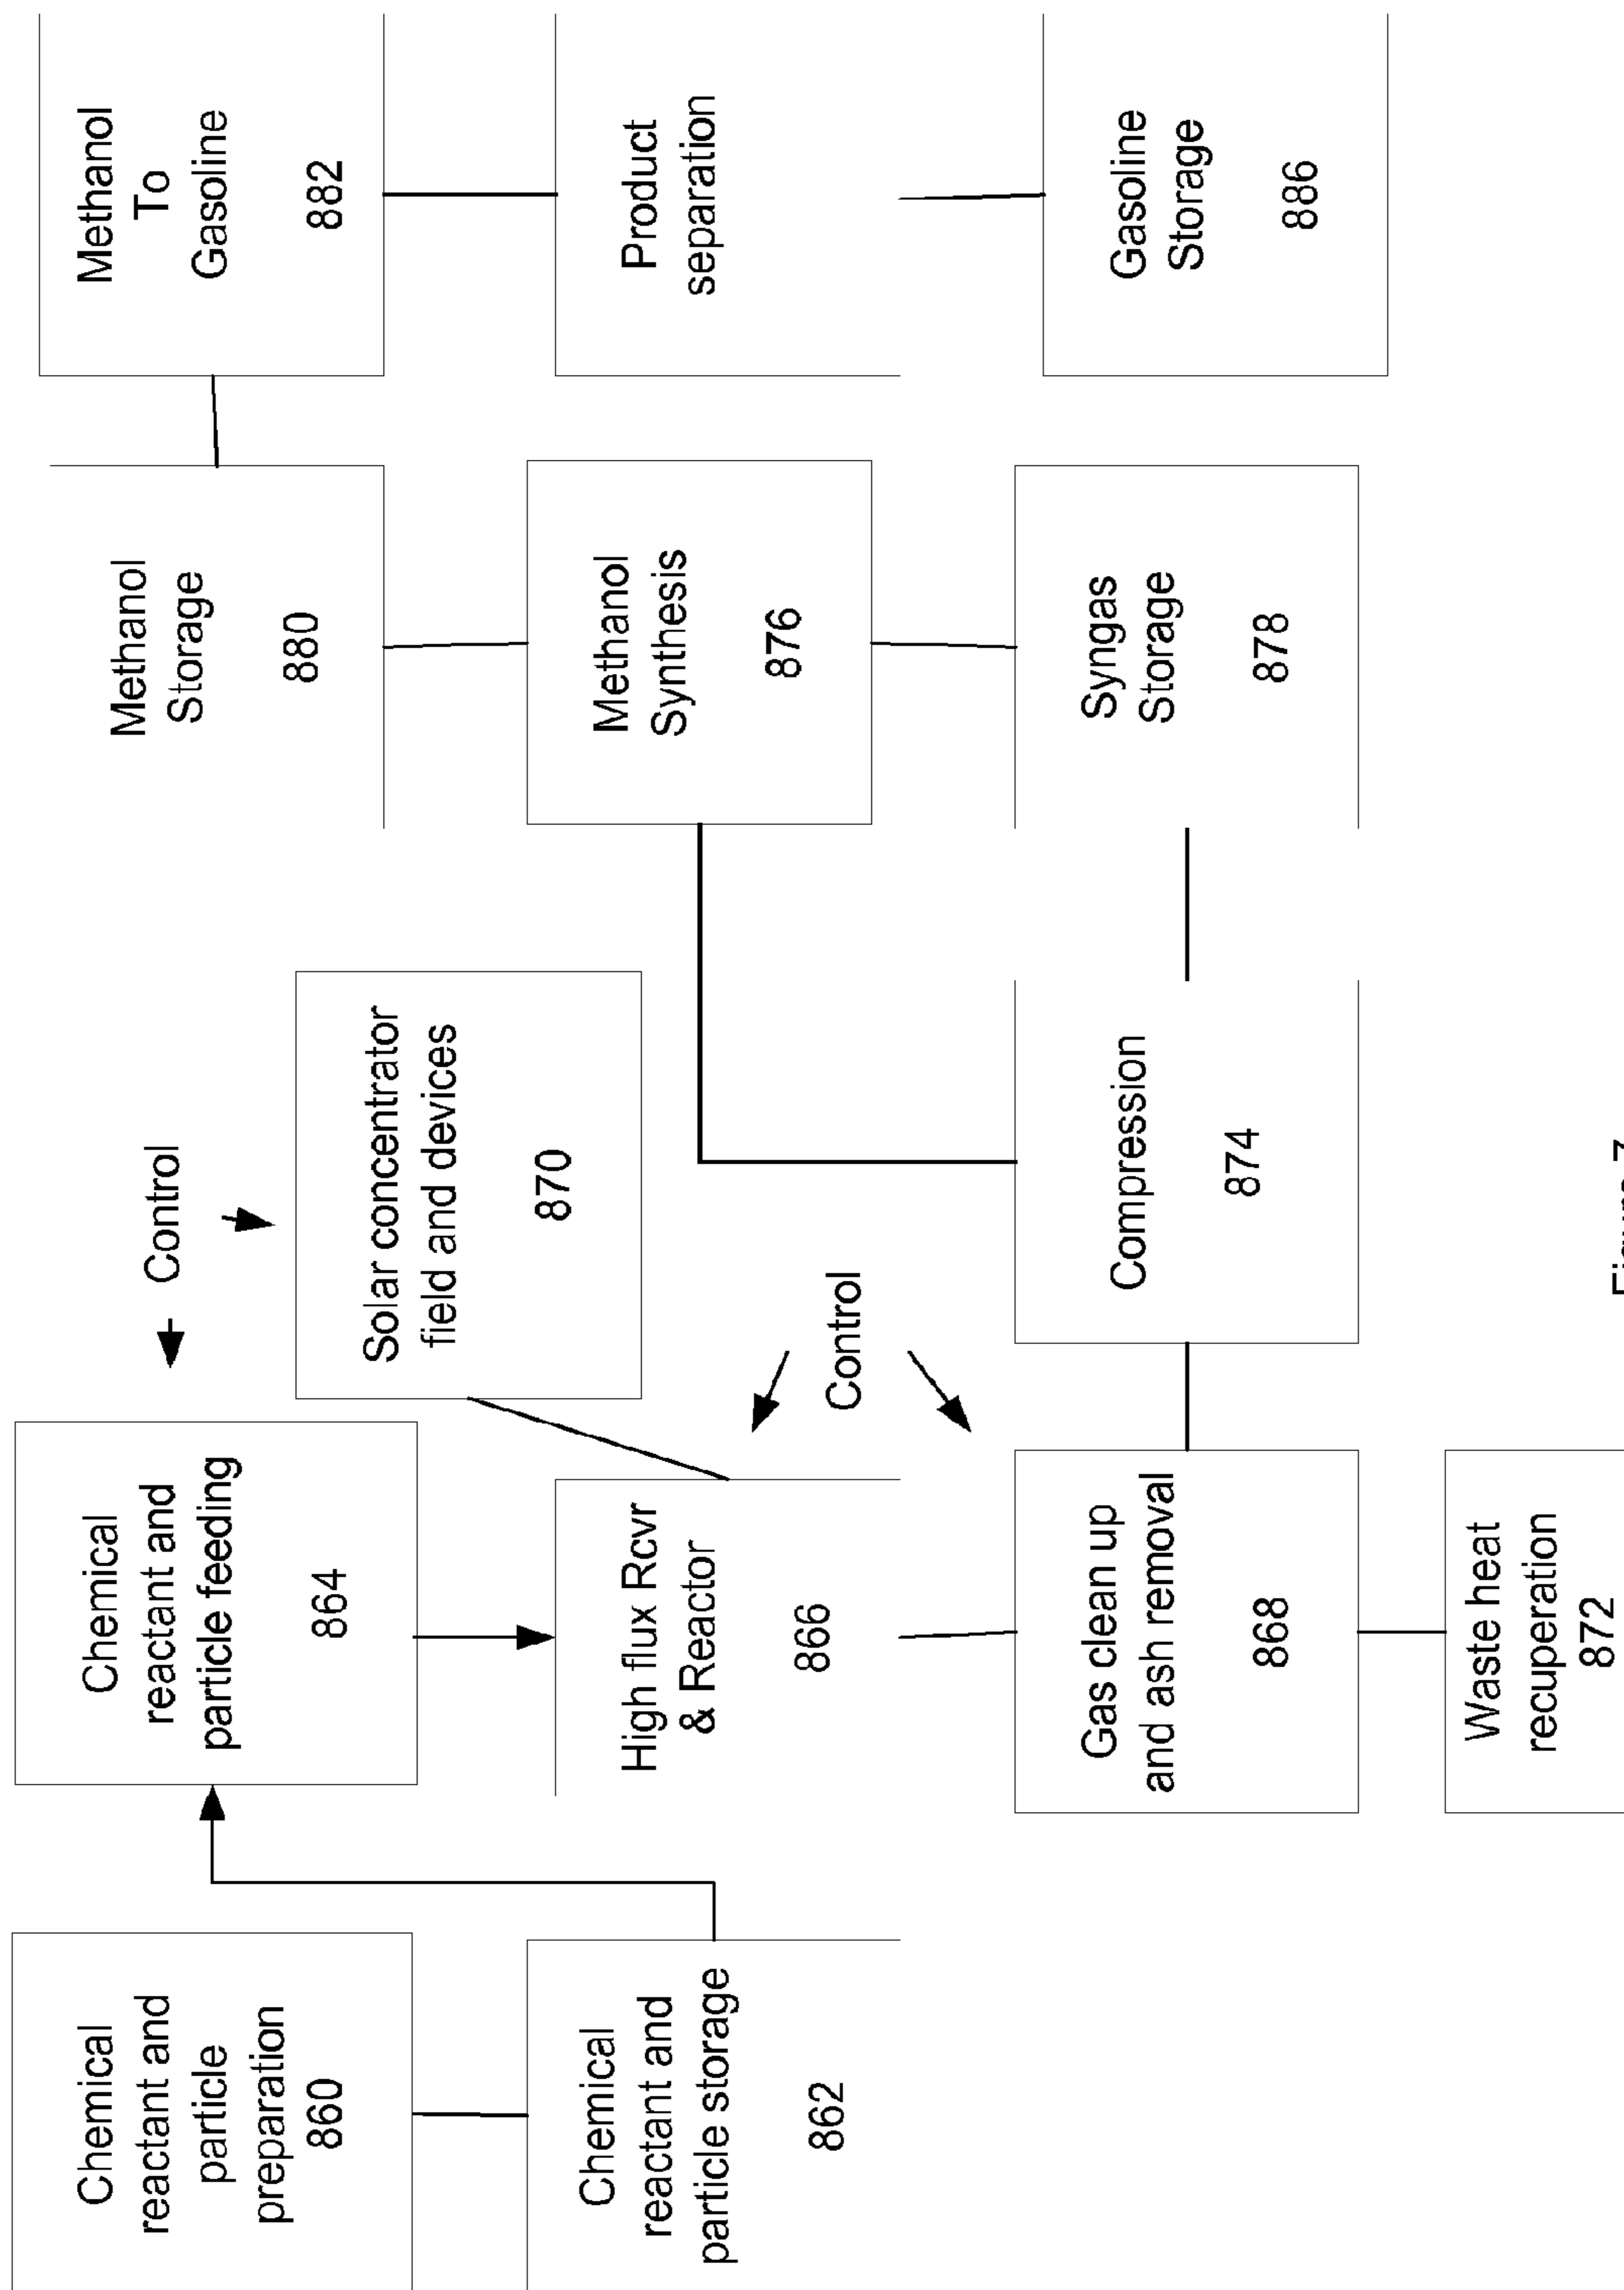 Chemical
reactant and
particle
preparation
860
Chemical
reactant and
particle storage
862
Chemical
reactant and
particle feeding
864
High flux Rcvr
& Reactor
866
Gas clean up
and ash removal
868
Waste heat
recuperation
872
Control
Solar concentrator
field and devices
870
Control
Compression
874
Methanol
Storage
880
Methanol
Synthesis
876
Syngas
Storage
878
Methanol
To
Gasoline
882
Product
separation
Gasoline
Storage
886
Figure 7